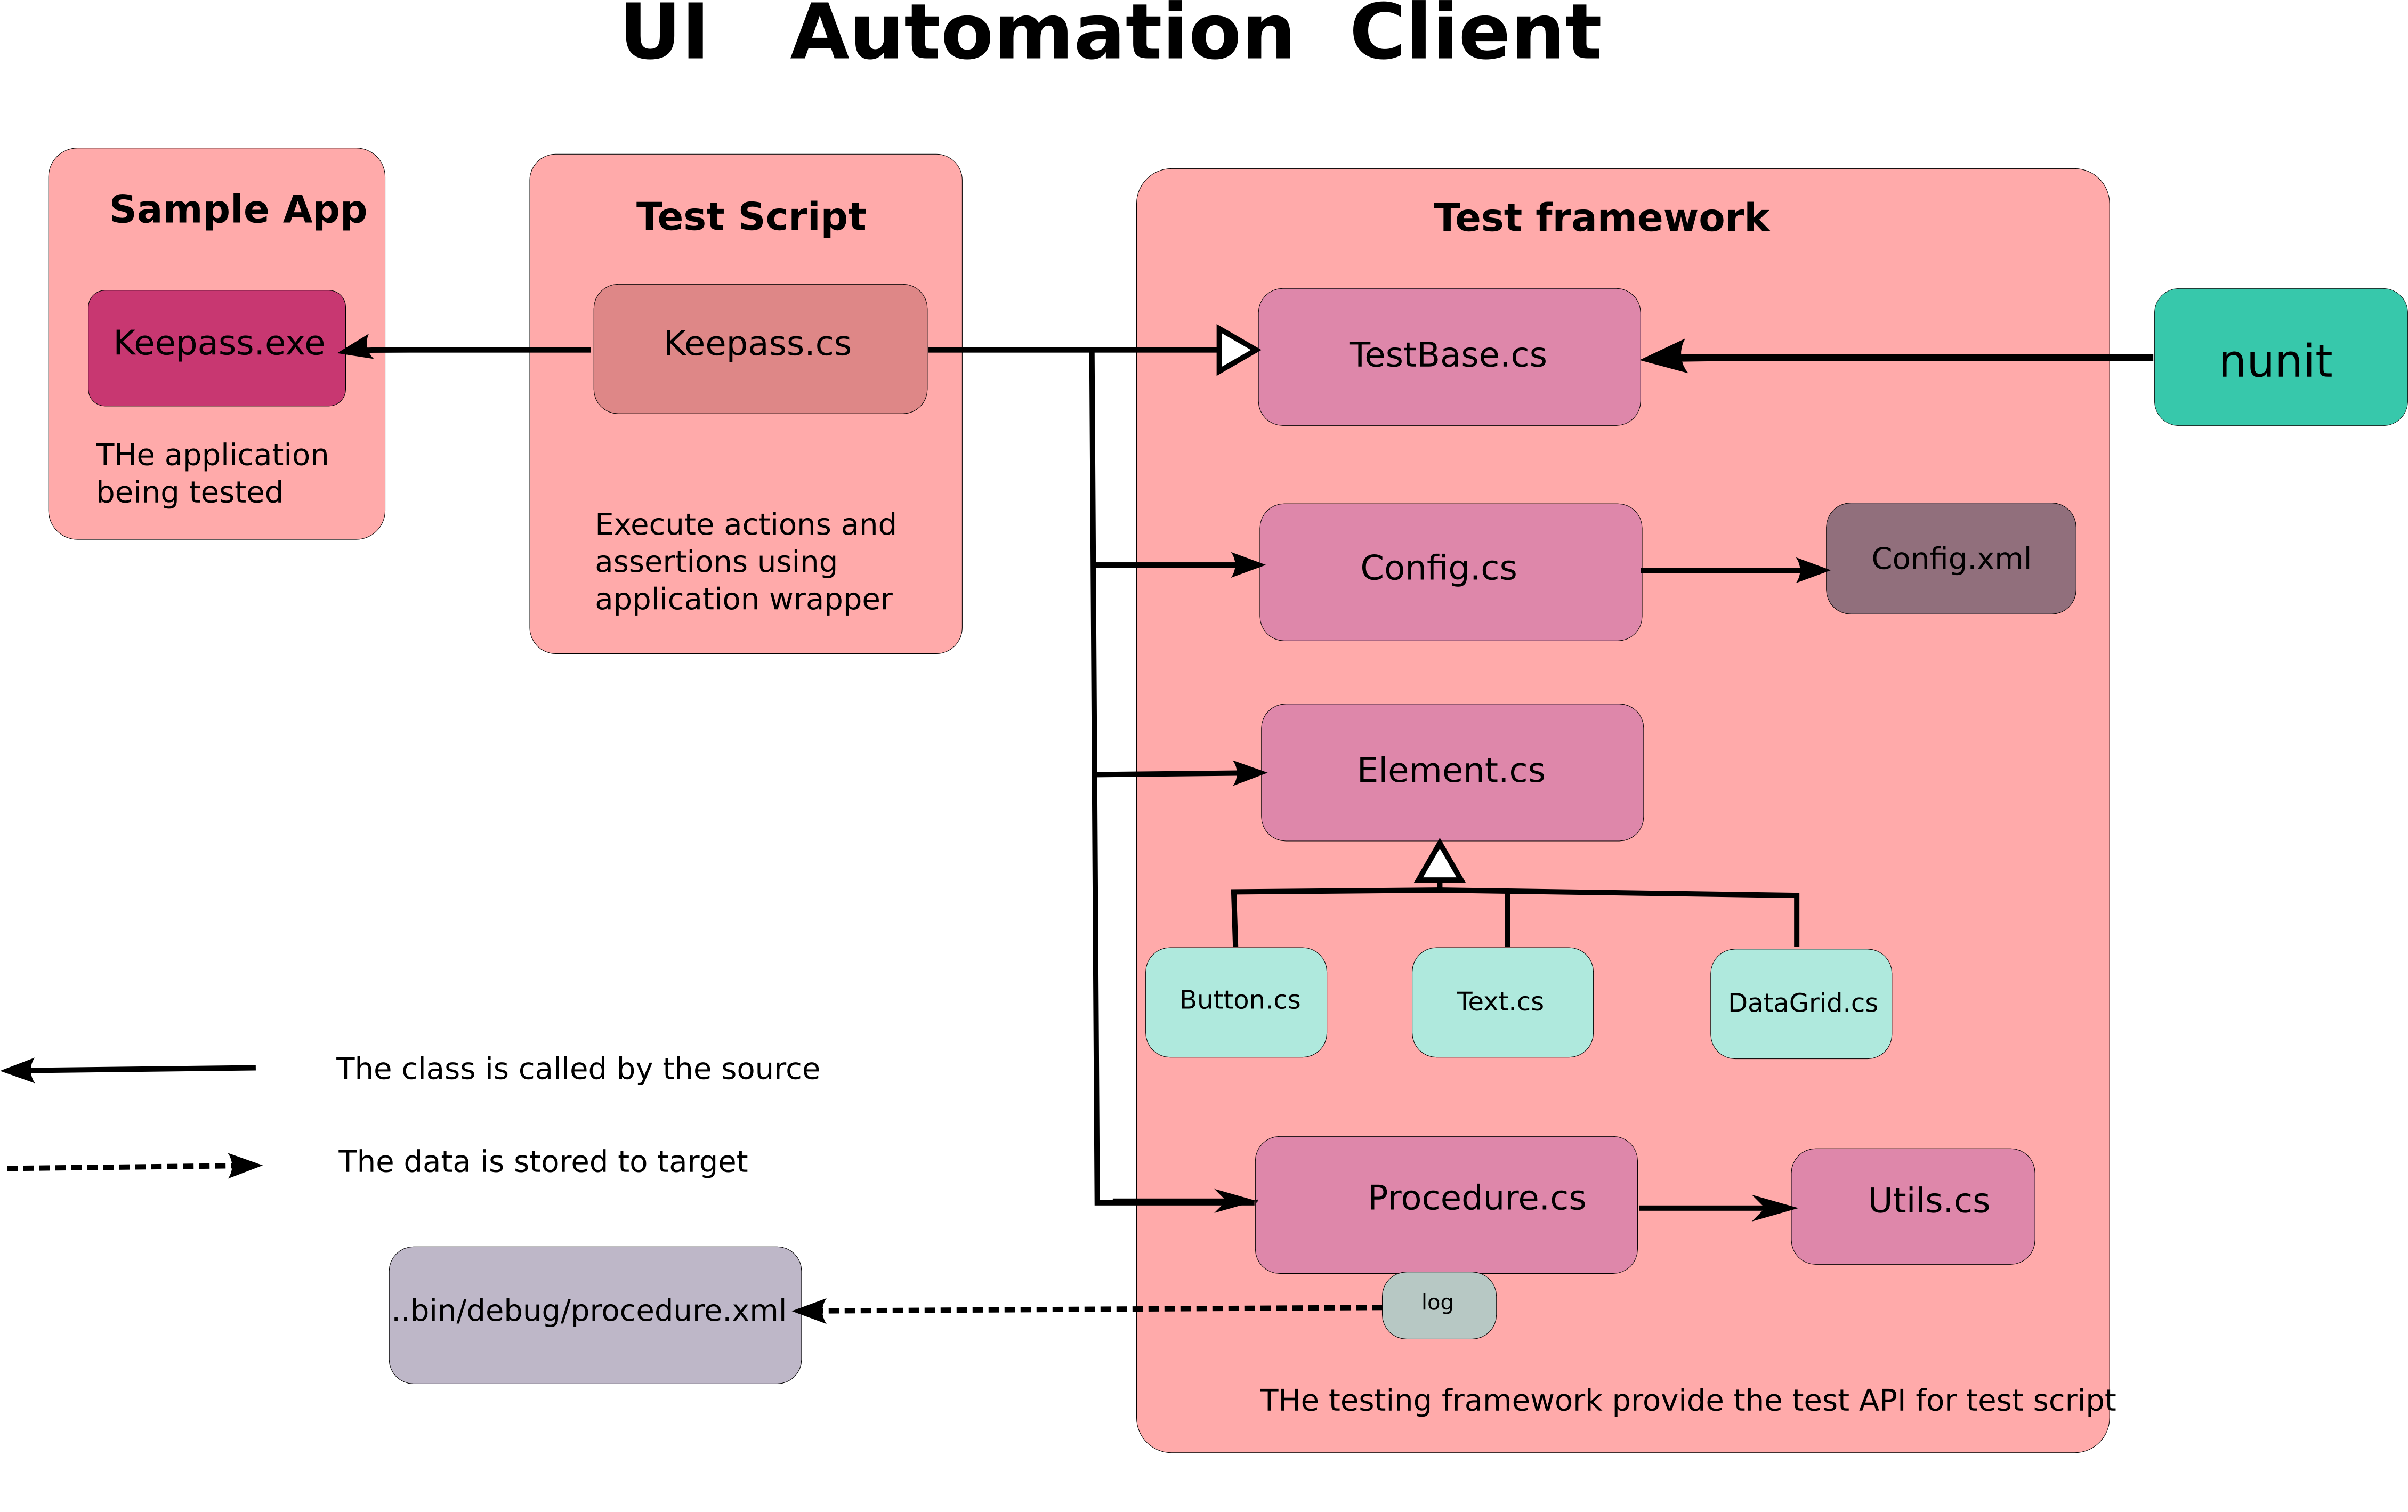 UI Automation Client
Sample App
Test Script
Test framework
Keepass.exe
Keepass.cs
TestBase.cs
nunit
THe application
being tested
Execute actions and
assertions using
application wrapper
Config.cs
Config.xml
Element.cs
Button.cs
Text.cs
DataGrid.cs
The class is called by the source
The data is stored to target
Procedure.cs
Utils.cs
log
..bin/debug/procedure.xml
THe testing framework provide the test API for test script